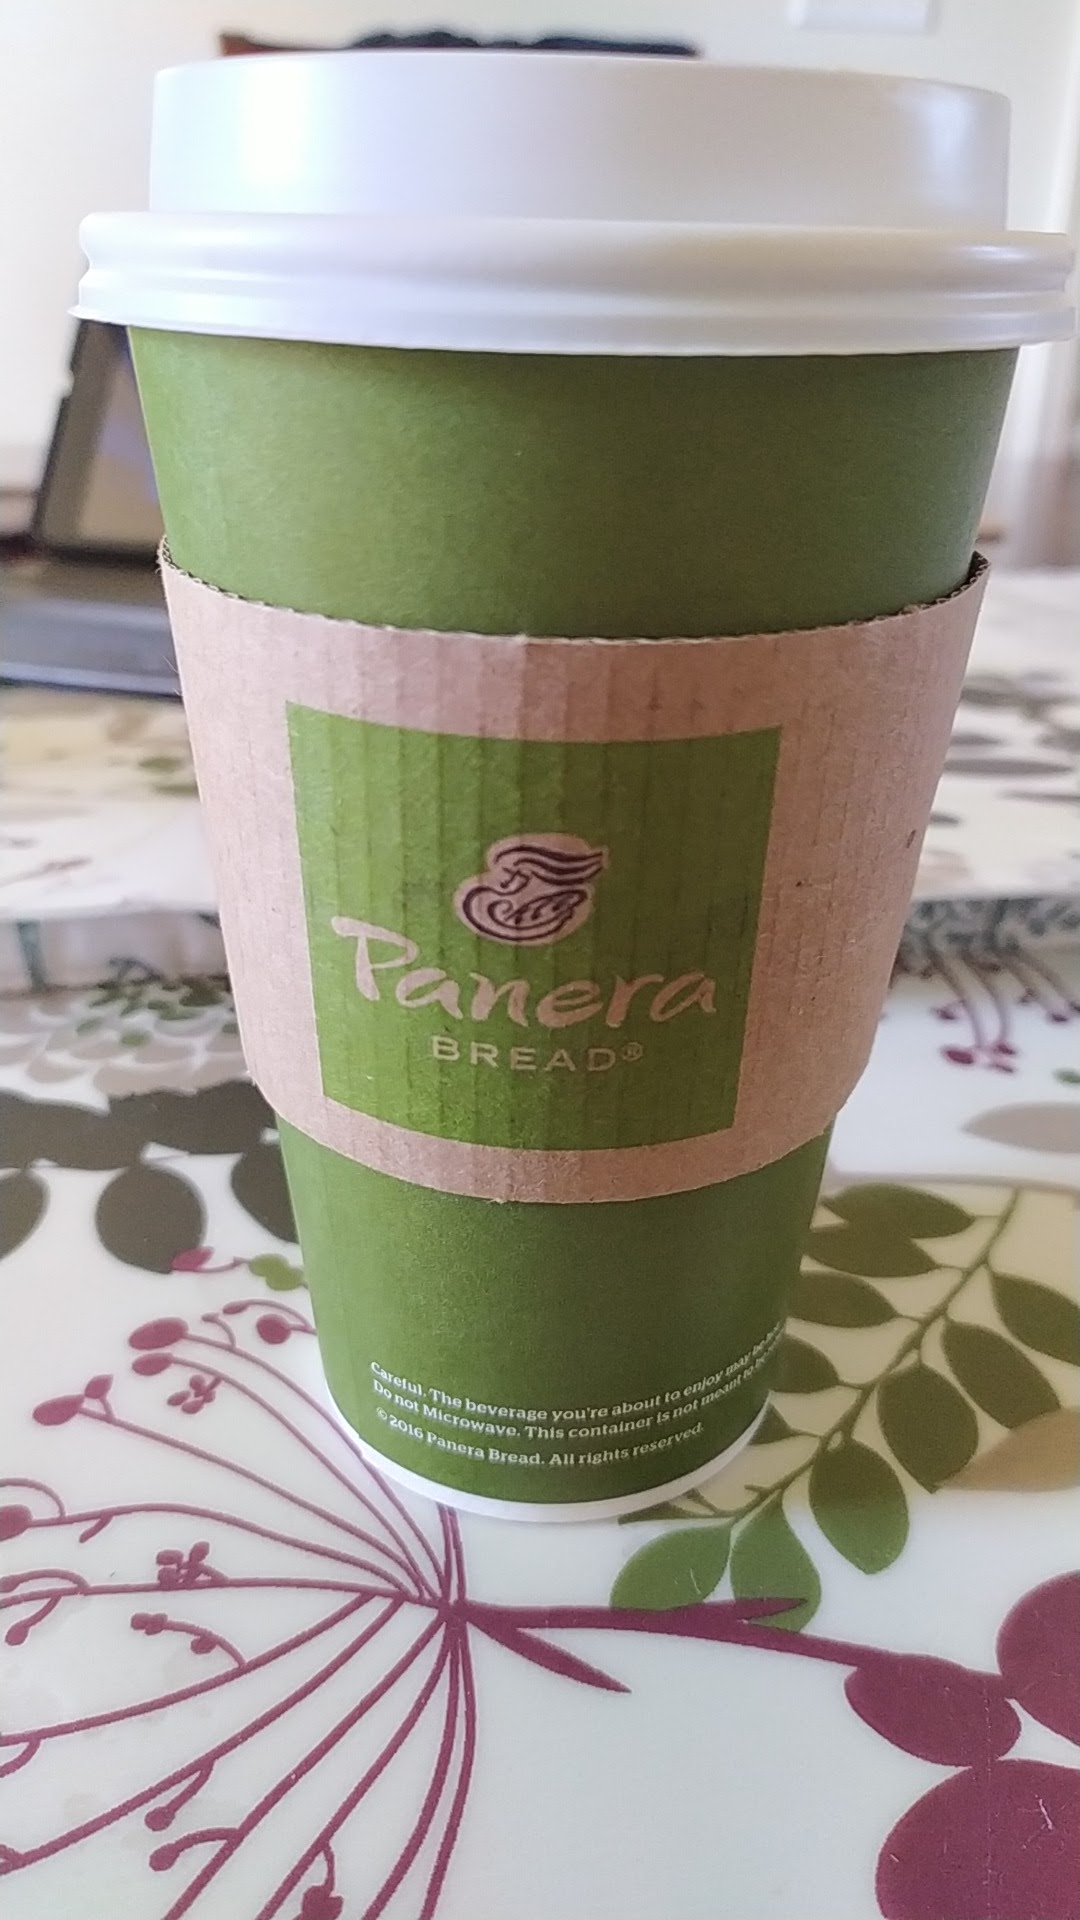 Panera
BREAD®
Careful. The beverage you're about to enjoy may be
Do not Microwave. This container is not meant to be
©2016 Panera Bread. All rights reserved.